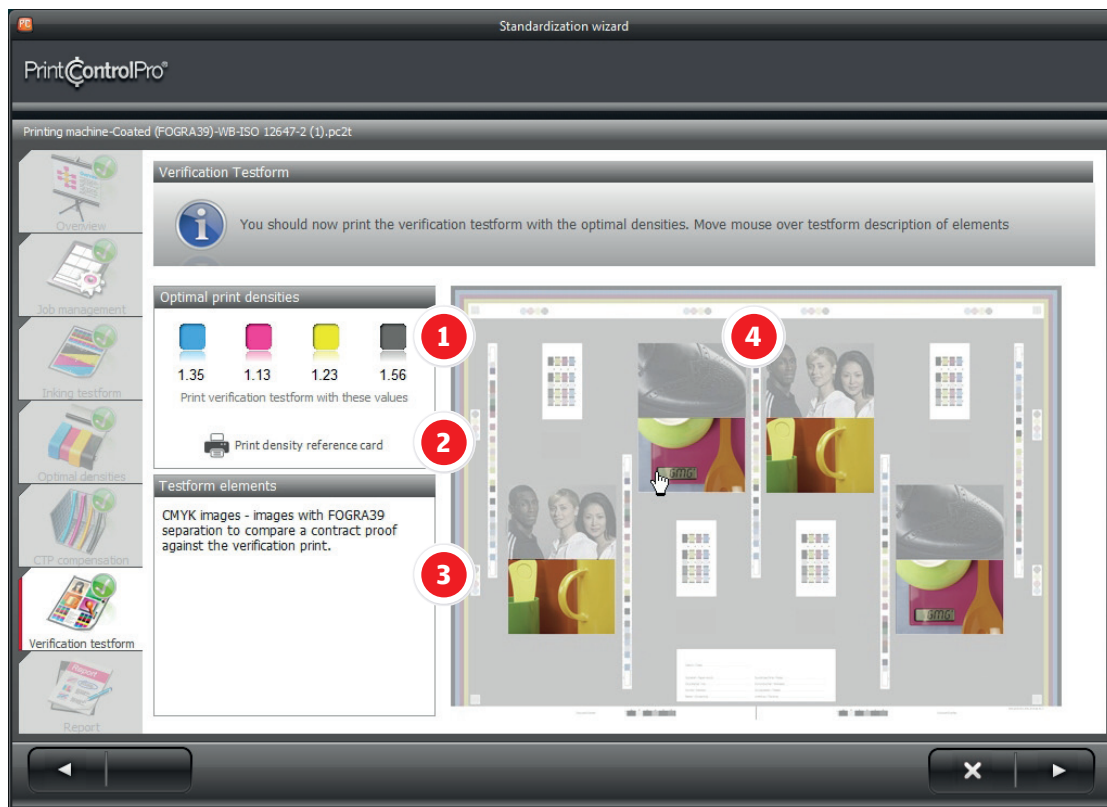 PC
Standardization wizard
PrintControlPro®
Printing machine-Coated (FOGRA39)-WB-ISO 12647-2 (1).pc2t
Overview
Job management
Inking testform
Optimal densities
CTP compensation
Verification testform
Report
Report
Verification Testform
You should now print the verification testform with the optimal densities. Move mouse over testform description of elements
Optimal print densities
1.35 1.13 1.23 1.56
Print verification testform with these values
Print density reference card
Testform elements
CMYK images - images with FOGRA39
separation to compare a contract proof
against the verification print.
1
2
3
4
GMG
GMG